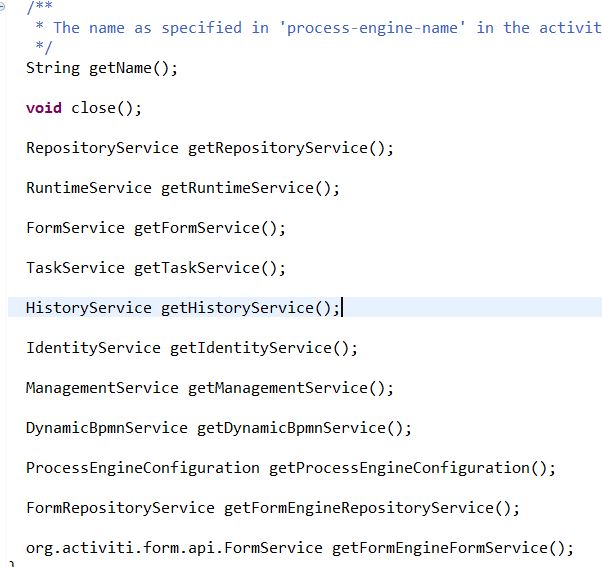 /**
* The name as specified in 'process-engine-name' in the
*/
String getName();
void close();
RepositoryService getRepositoryService();
RuntimeService getRuntimeService();
FormService getFormService();
TaskService getTaskService();
HistoryService getHistoryService();
IdentityService getIdentityService();
ManagementService getManagementService();
DynamicBpmnService getDynamicBpmnService();
ProcessEngineConfiguration getProcessEngineConfiguration();
FormRepositoryService getFormEngineRepositoryService();
org.activiti.form.api.FormService getFormEngineFormService();